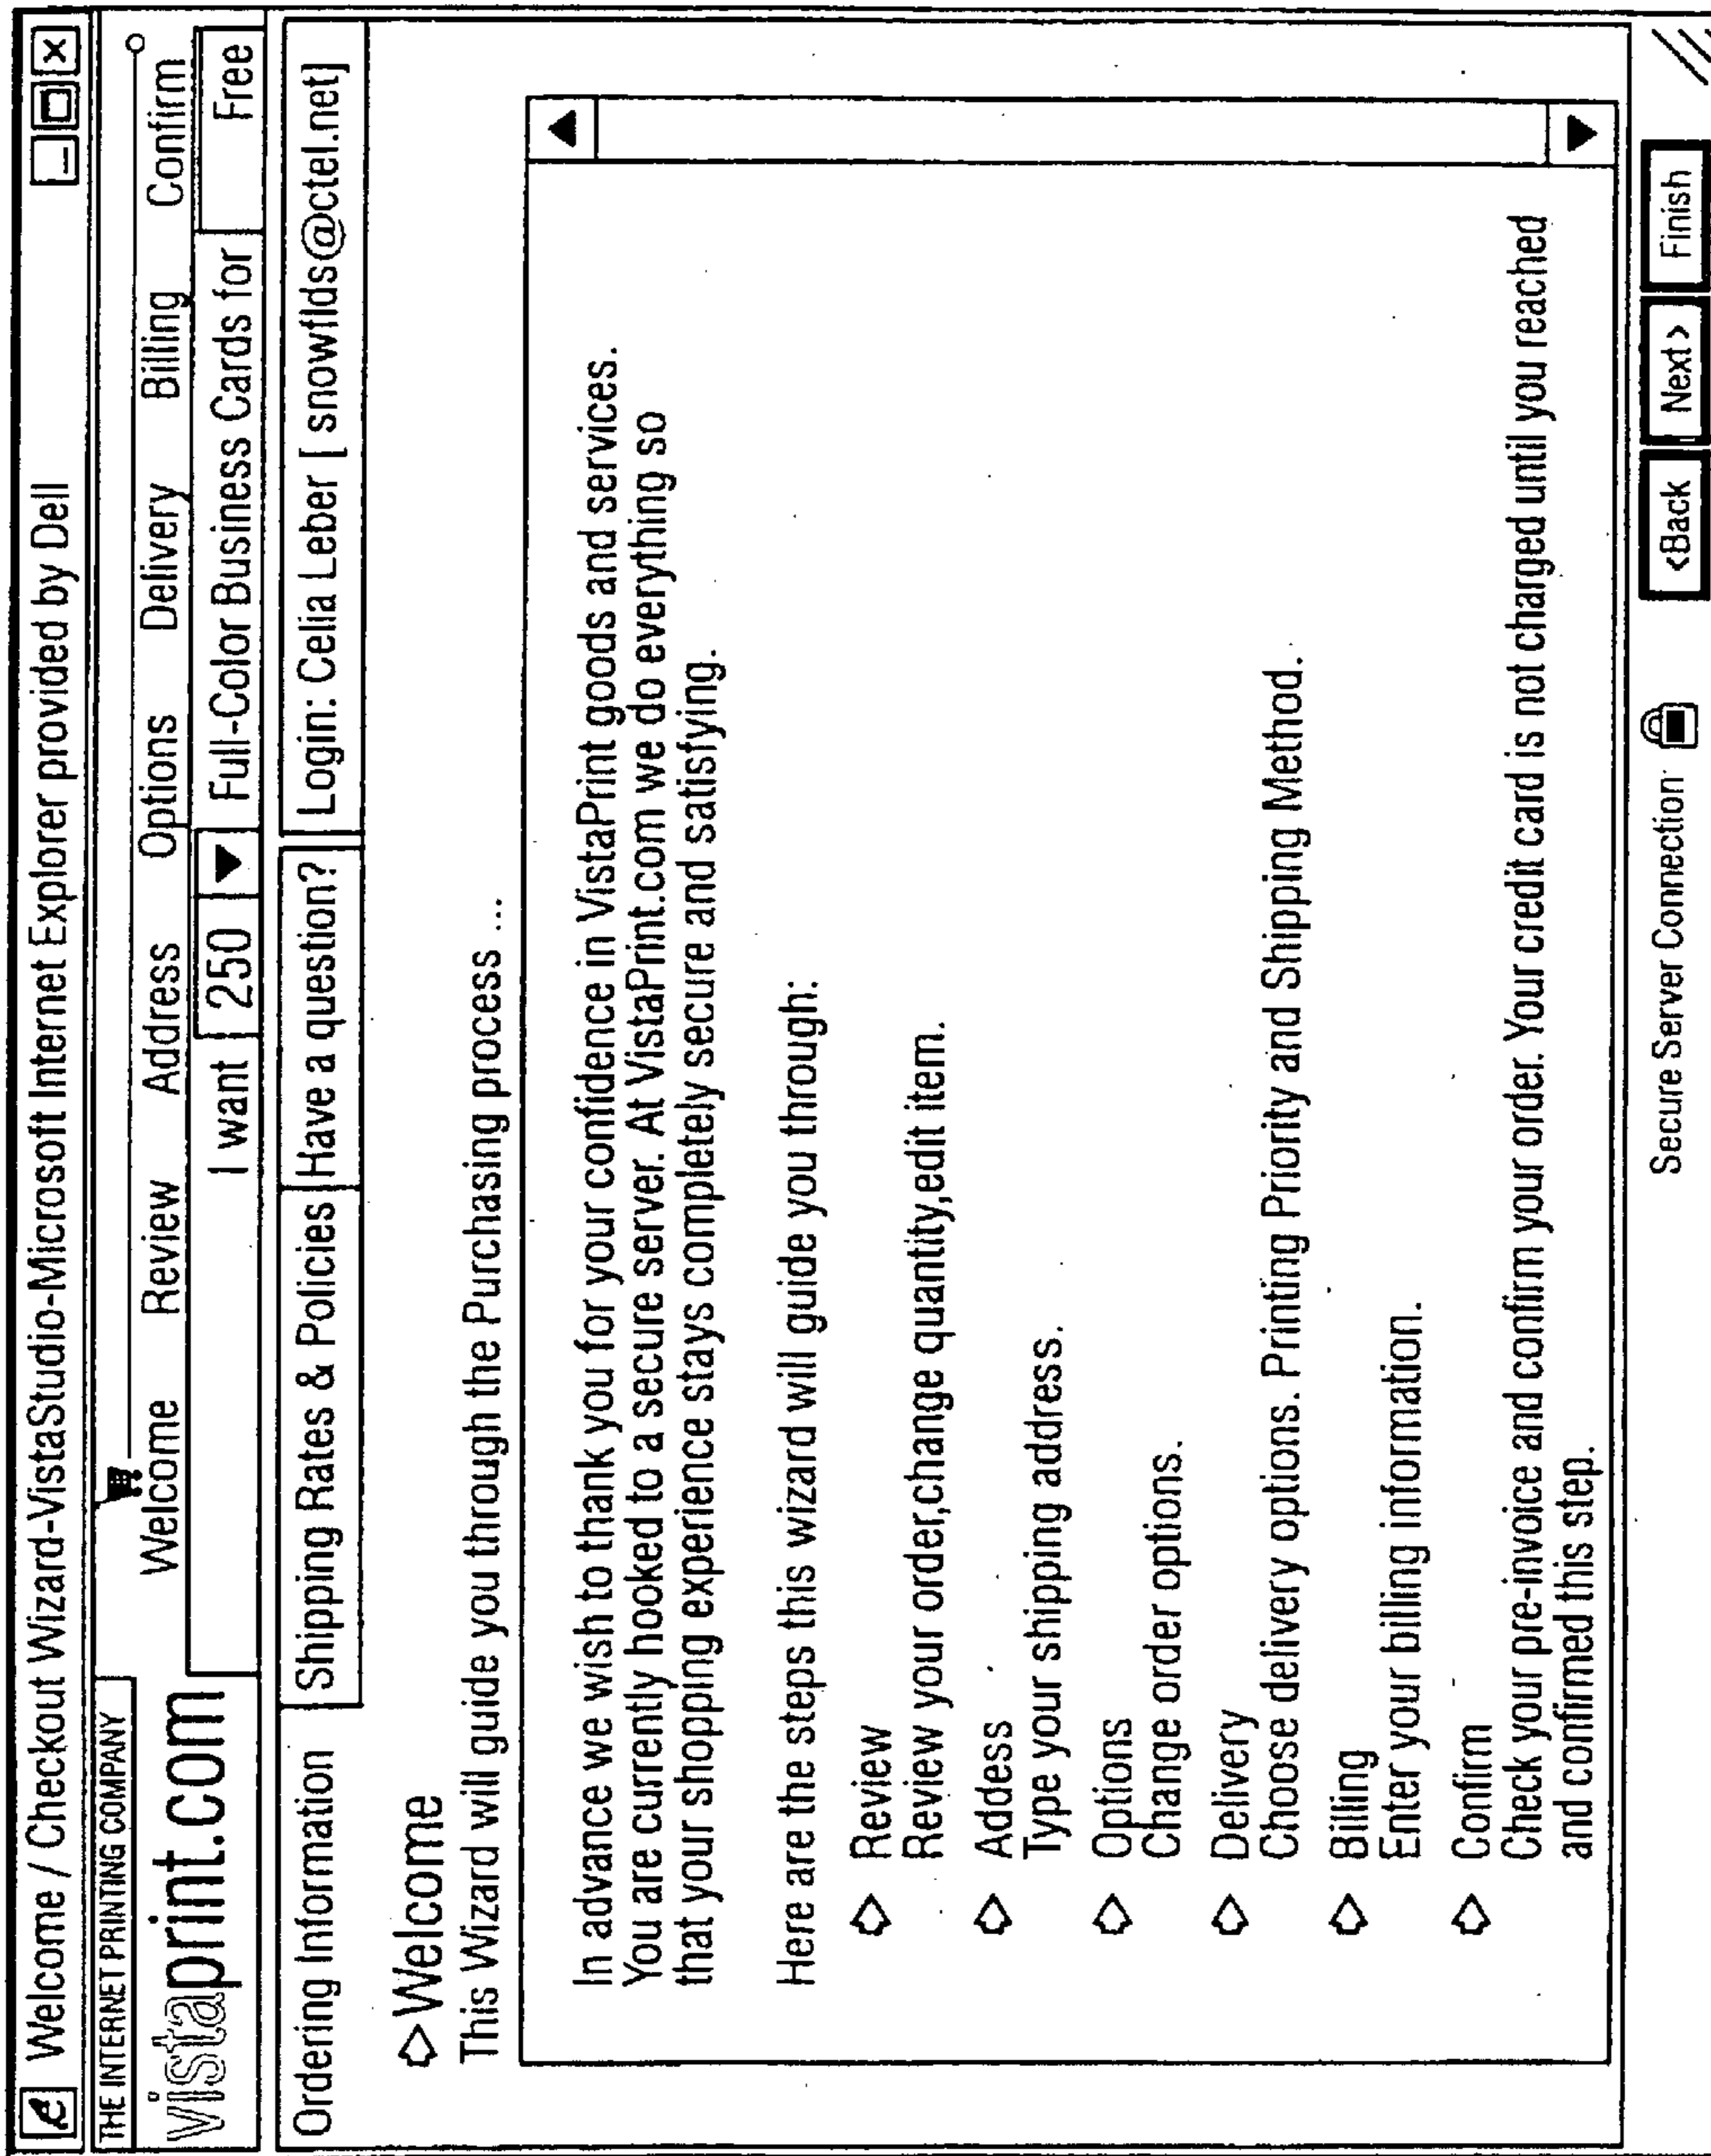 Welcome / Checkout Wizard-VistaStudio-Microsoft Internet Explorer provided by Dell
THE INTERNET PRINTING COMPANY
vistaprint.com
Welcome Review Address Options Delivery Billing Confirm
I want 250 Full-Color Business Cards for Free
Ordering Information Shipping Rates & Policies Have a question? Login: Celia Leber [ snowflds@ctel.net]
Welcome
This Wizard will guide you through the Purchasing process ...
In advance we wish to thank you for your confidence in VistaPrint goods and services.
You are currently hooked to a secure server. At VistaPrint.com we do everything so
that your shopping experience stays completely secure and satisfying.
Here are the steps this wizard will guide you through:
Review
Review your order,change quantity,edit item.
Addess
Type your shipping address.
Options
Change order options.
Delivery
Choose delivery options. Printing Priority and Shipping Method.
Billing
Enter your billing information.
Confirm
Check your pre-invoice and confirm your order. Your credit card is not charged until you reached
and confirmed this step.
Secure Server Connection <Back Next> Finish